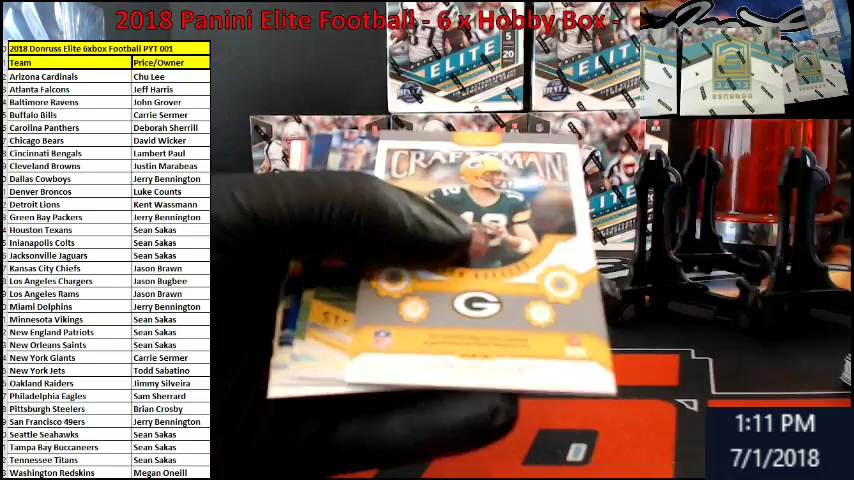 2018 Panini Elite Football - 6 x Hobby Box -
2018 Donruss Elite 6xbox Football PYT 001
Team Price/Owner
Arizona Cardinals Chu Lee
Atlanta Falcons Jeff Harris
Baltimore Ravens John Grover
Buffalo Bills Carrie Sermer
Carolina Panthers Deborah Sherrill
Chicago Bears David Wicker
Cincinnati Bengals Lambert Paul
Cleveland Browns Justin Marabeas
Dallas Cowboys Jerry Bennington
Denver Broncos Luke Counts
Detroit Lions Kent Wassmann
Green Bay Packers Jerry Bennington
Houston Texans Sean Sakas
Inianapolis Colts Sean Sakas
Jacksonville Jaguars Sean Sakas
Kansas City Chiefs Jason Brawn
Los Angeles Chargers Jason Bugbee
Los Angeles Rams Jason Brawn
Miami Dolphins Jerry Bennington
Minnesota Vikings Sean Sakas
New England Patriots Sean Sakas
New Orleans Saints Sean Sakas
New York Giants Carrie Sermer
New York Jets Todd Sabatino
Oakland Raiders Jimmy Silveira
Philadelphia Eagles Sam Sherrard
Pittsburgh Steelers Brian Crosby
San Francisco 49ers Jerry Bennington
Seattle Seahawks Sean Sakas
Tampa Bay Buccaneers Sean Sakas
Tennessee Titans Sean Sakas
Washington Redskins Megan Oneill
ELITE
5
20
ELITE
DONRUSS
ELITE
CRAFTSMAN
12
G
1:11 PM
7/1/2018